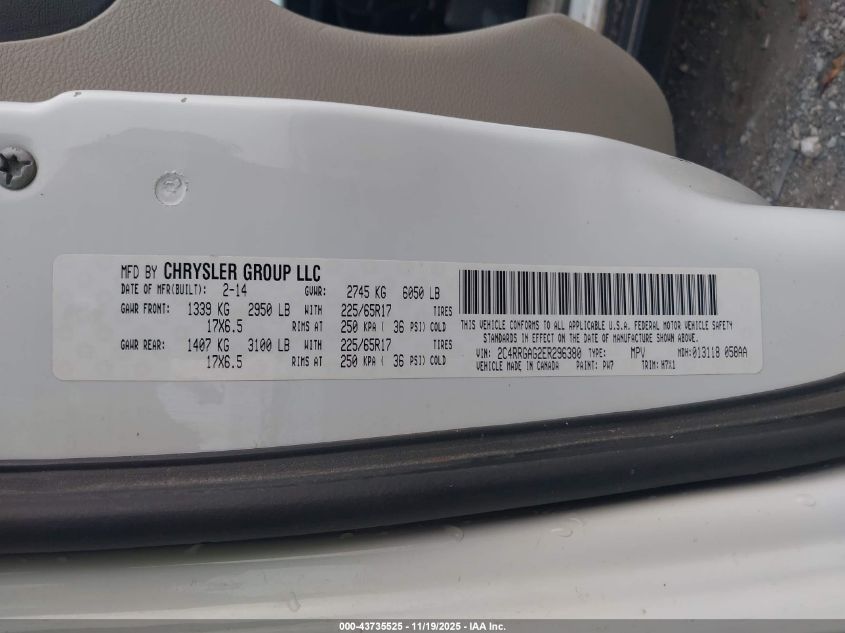 MFD BY CHRYSLER GROUP LLC
DATE OF MFR(BUILT): 2-14 GVWR: 2745 KG 6050 LB
GAWR FRONT: 1339 KG 2950 LB WITH 225/65R17 TIRES
17X6.5 RIMS AT 250 KPA ( 36 PSI) COLD
GAWR REAR: 1407 KG 3100 LB WITH 225/65R17 TIRES
17X6.5 RIMS AT 250 KPA ( 36 PSI) COLD
THIS VEHICLE CONFORMS TO ALL APPLICABLE U.S.A. FEDERAL MOTOR VEHICLE SAFETY
STANDARDS IN EFFECT ON THE DATE OF MANUFACTURE SHOWN ABOVE.
VIN: 2C4RRGAG2ER296380 TYPE: MPV MDH: 013118 058AA
VEHICLE MADE IN CANADA PAINT: PW7 TRIM: H7X1
000-43735525 - 11/19/2025 - IAA Inc.